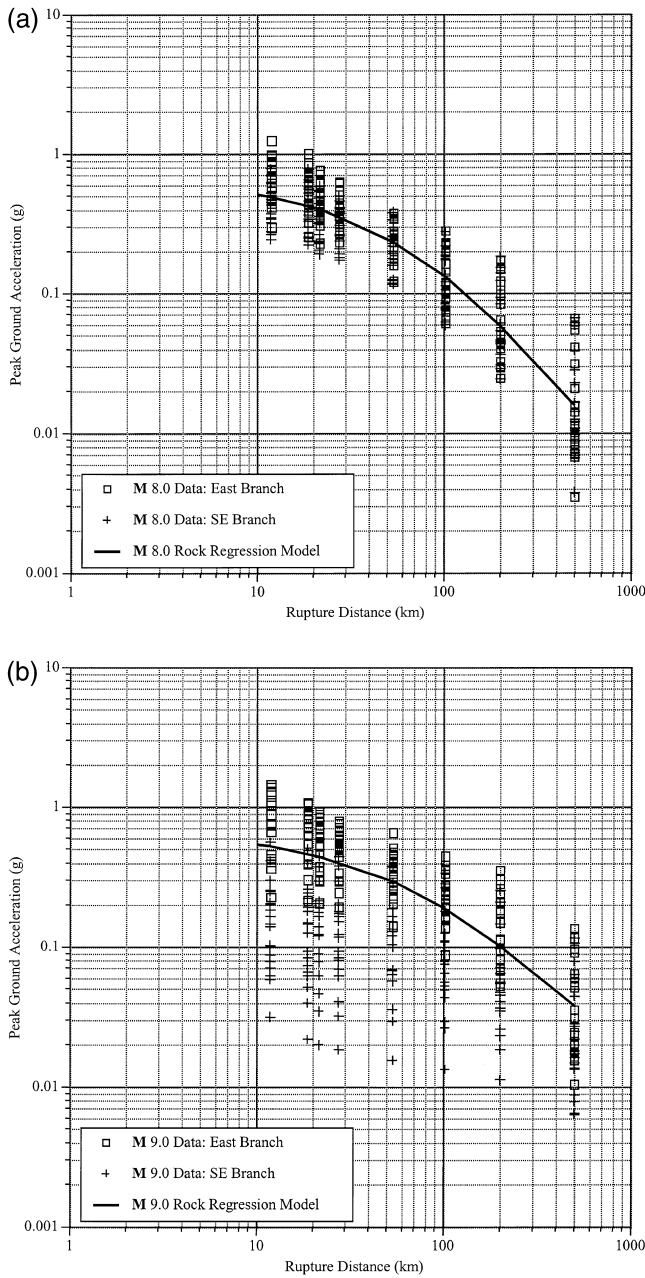 (a)
10
1
0.1
0.01
0.001
Peak Ground Acceleration (g)
M 8.0 Data: East Branch
M 8.0 Data: SE Branch
M 8.0 Rock Regression Model
1
10
100
1000
Rupture Distance (km)
(b)
10
1
0.1
0.01
0.001
Peak Ground Acceleration (g)
M 9.0 Data: East Branch
M 9.0 Data: SE Branch
M 9.0 Rock Regression Model
1
10
100
1000
Rupture Distance (km)